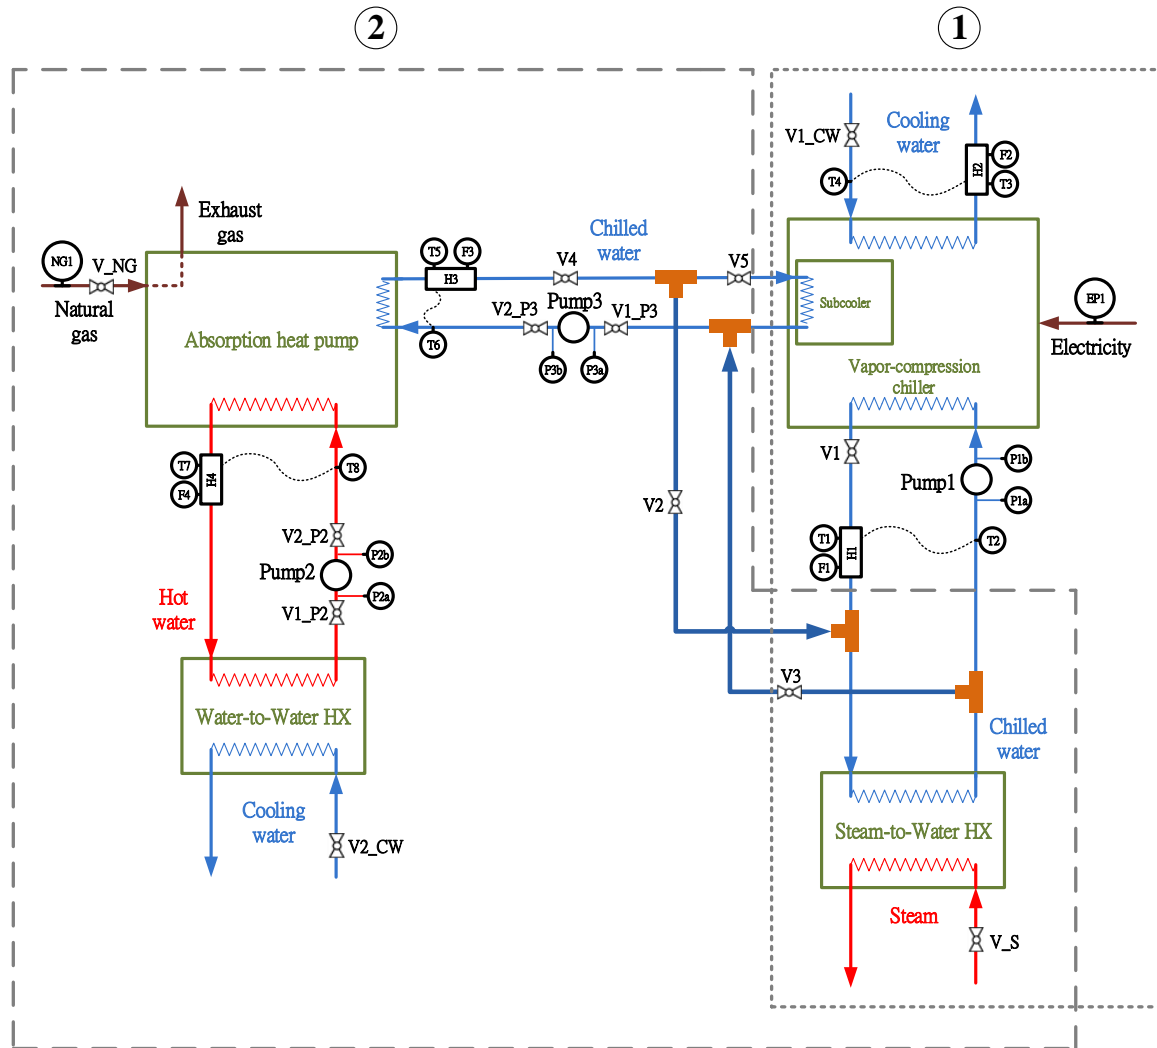 2
1
V1_CW
Cooling
water
F2
H2
T3
T4
Exhaust
gas
NG1
V_NG
Natural
gas
Absorption heat pump
T5
F3
H3
T6
Chilled
water
V4
V5
V2_P3
Pump3
V1_P3
P3b
P3a
Subcooler
EP1
Electricity
Vapor-compression
chiller
T7
F4
H4
T8
V1
Pump1
P1b
P1a
V2
V2_P2
P2b
Pump2
P2a
V1_P2
T1
F1
H1
T2
Hot
water
V3
Water-to-Water HX
Chilled
water
Cooling
water
V2_CW
Steam-to-Water HX
Steam
V_S